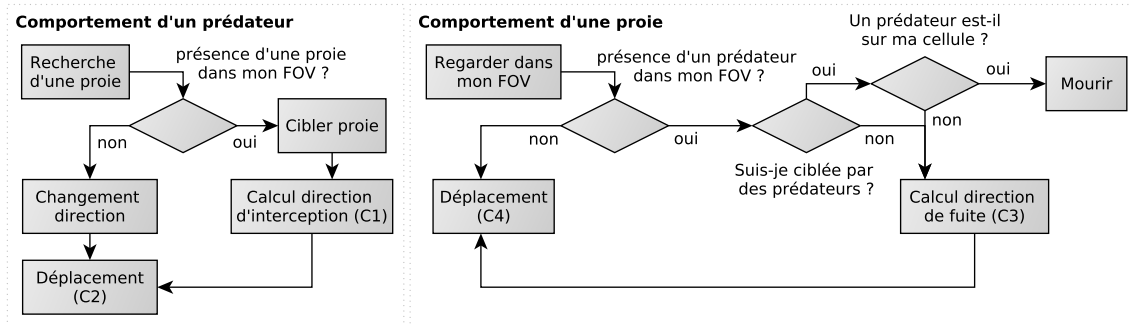 Comportement d'un prédateur
Recherche
d'une proie
présence d'une proie
dans mon FOV ?
non
oui
Cibler proie
Changement
direction
Calcul direction
d'interception (C1)
Déplacement
(C2)
Comportement d'une proie
Regarder dans
mon FOV
présence d'un prédateur
dans mon FOV ?
non
oui
Suis-je ciblée par
des prédateurs ?
oui
non
Un prédateur est-il
sur ma cellule ?
oui
non
Mourir
Déplacement
(C4)
Calcul direction
de fuite (C3)